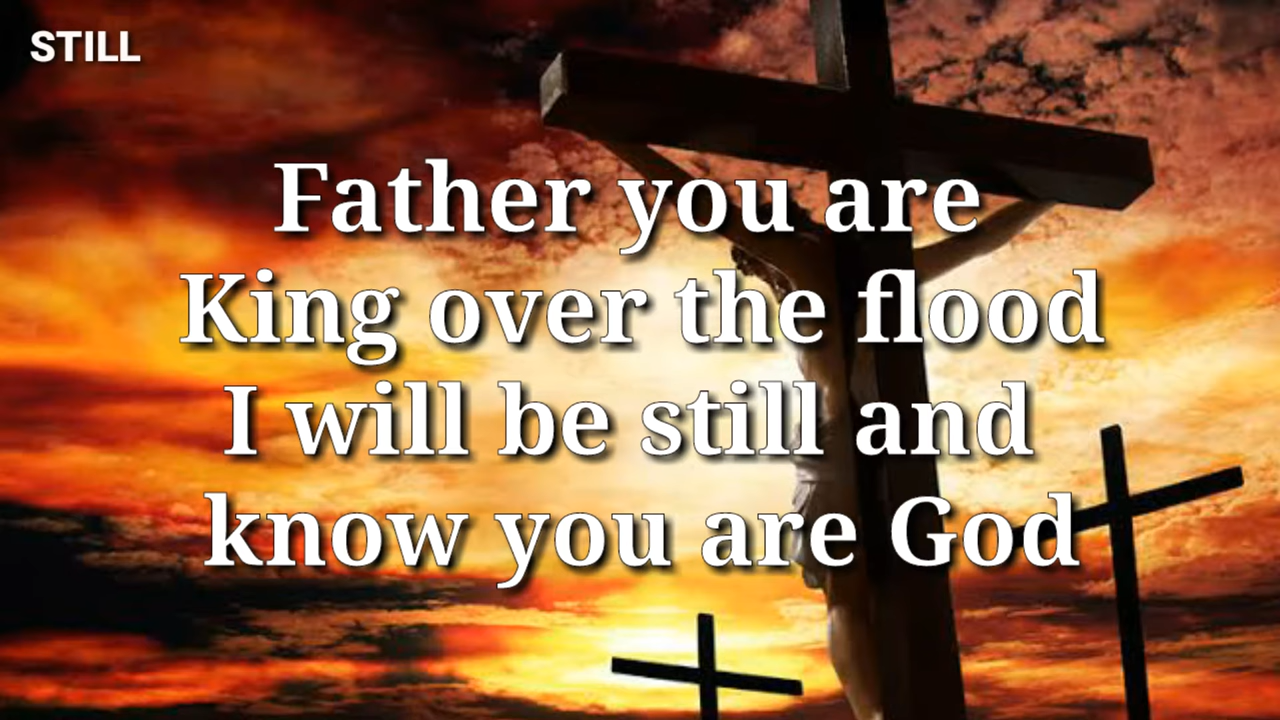 STILL
Father you are
King over the flood
I will be still and
know you are God